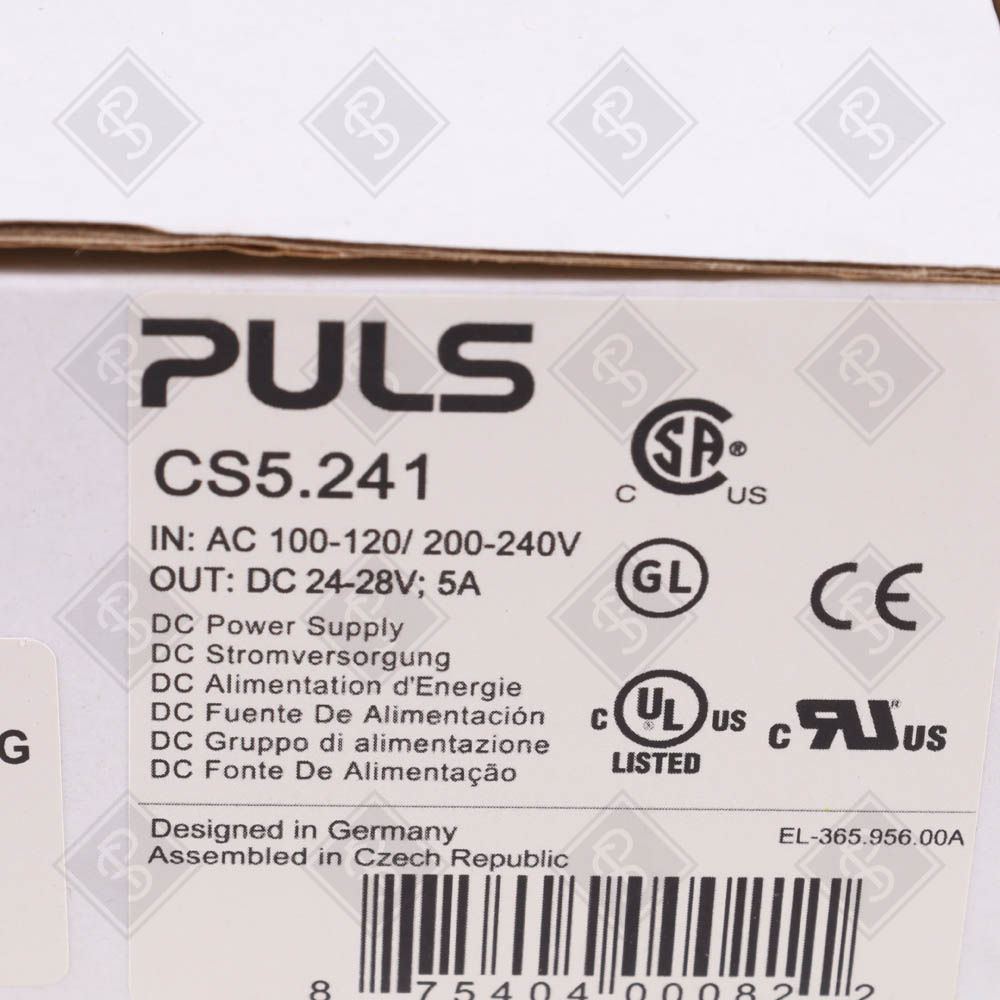 PULS
CS5.241
SA ®
C US
IN: AC 100-120/ 200-240V
OUT: DC 24-28V; 5A
GL
CE
DC Power Supply
DC Stromversorgung
DC Alimentation d'Energie
DC Fuente De Alimentación
DC Gruppo di alimentazione
DC Fonte De Alimentação
C UL ® US
LISTED
C RU ® US
G
Designed in Germany
Assembled in Czech Republic
EL-365.956.00A
8 75404 00082 2